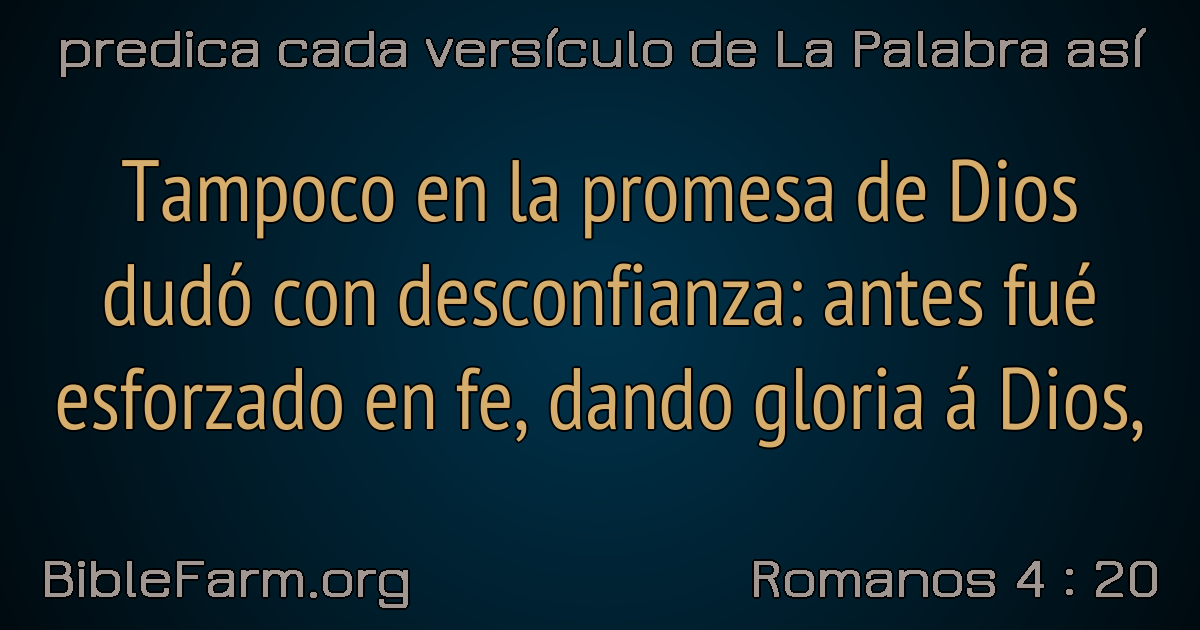 predica cada versículo de La Palabra así
Tampoco en la promesa de Dios
dudó con desconfianza: antes fué
esforzado en fe, dando gloria á Dios,
BibleFarm.org
Romanos 4 : 20